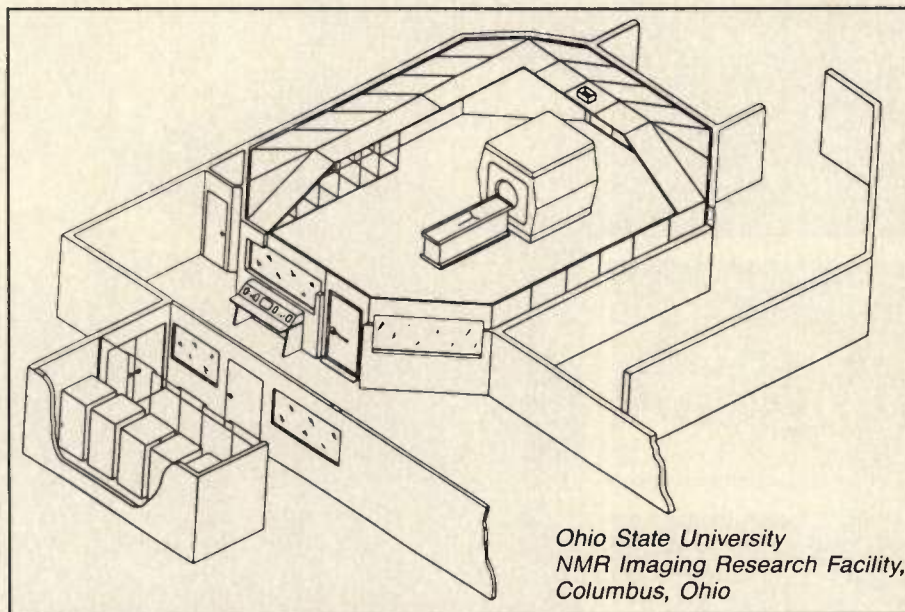 Ohio State University
NMR Imaging Research Facility,
Columbus, Ohio